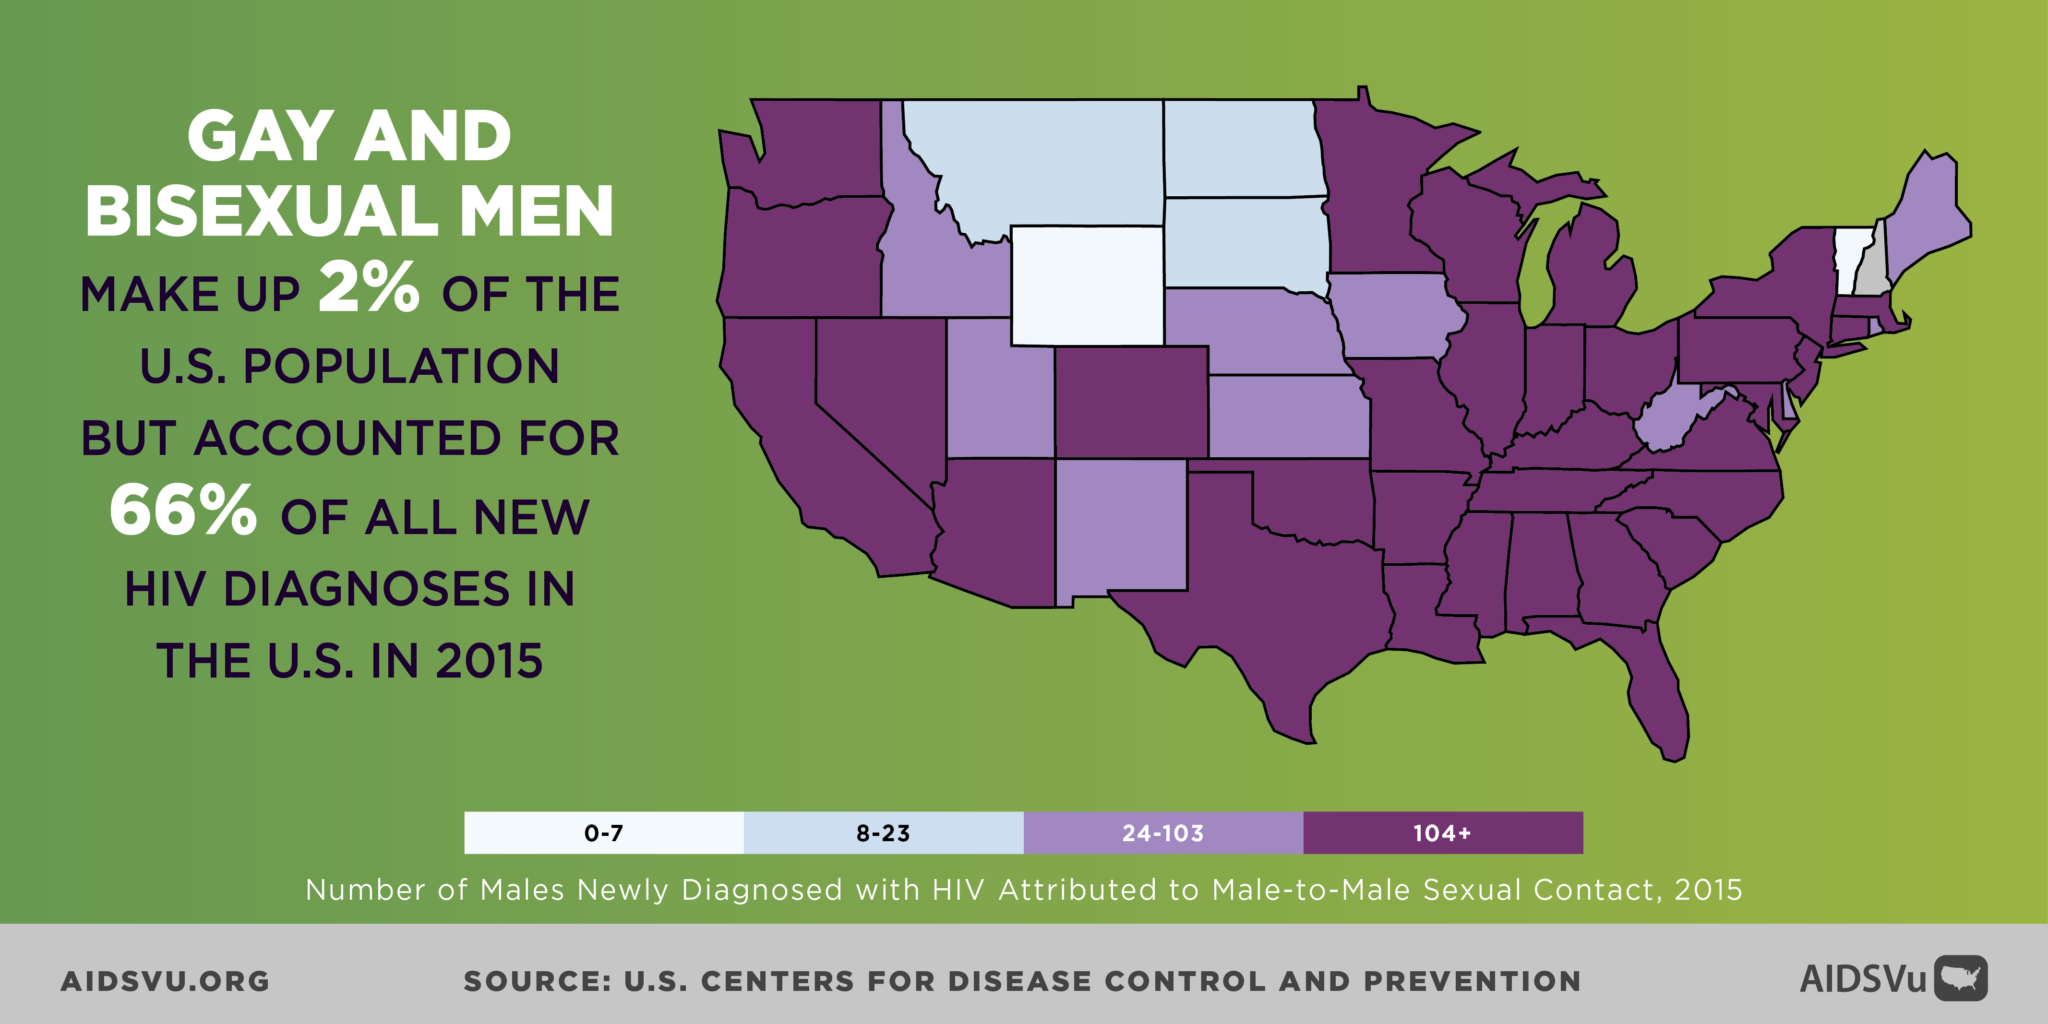 GAY AND
BISEXUAL MEN
MAKE UP 2% OF THE
U.S. POPULATION
BUT ACCOUNTED FOR
66% OF ALL NEW
HIV DIAGNOSES IN
THE U.S. IN 2015
0-7
8-23
24-103
104+
Number of Males Newly Diagnosed with HIV Attributed to Male-to-Male Sexual Contact, 2015
AIDSVU.ORG
SOURCE: U.S. CENTERS FOR DISEASE CONTROL AND PREVENTION
AIDSVu